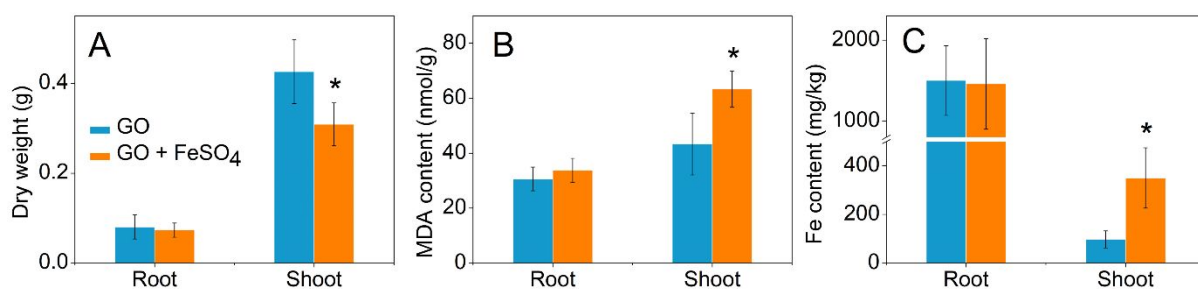 A
Dry weight (g)
0.4
0.2
0.0
GO
GO + FeSO₄
*
Root
Shoot
B
MDA content (nmol/g)
80
60
40
20
0
*
Root
Shoot
C
Fe content (mg/kg)
2000
1000
400
200
0
*
Root
Shoot